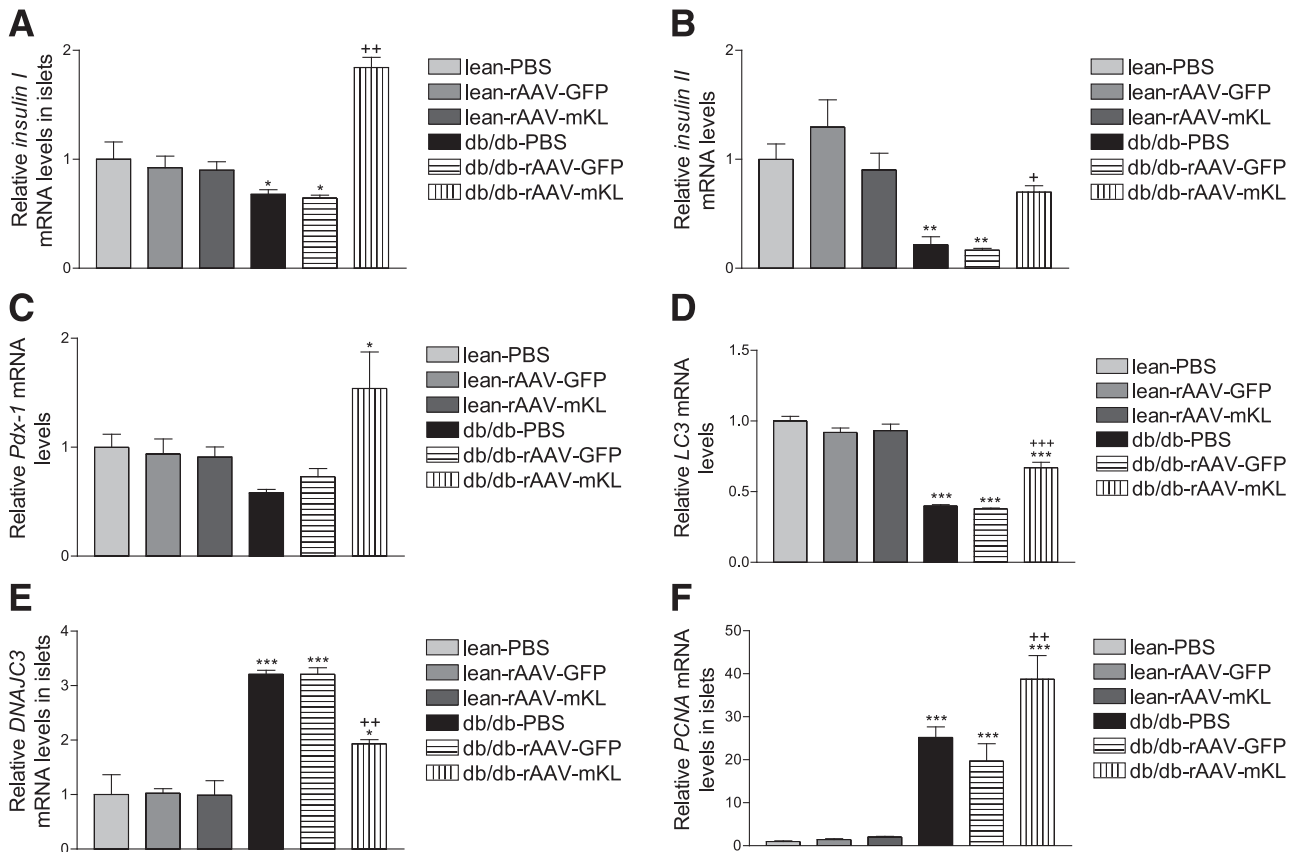 A
Relative insulin I
mRNA levels in islets
2
1
0
*
*
++
lean-PBS
lean-rAAV-GFP
lean-rAAV-mKL
db/db-PBS
db/db-rAAV-GFP
db/db-rAAV-mKL
B
Relative insulin II
mRNA levels
2
1
0
**
**
+
lean-PBS
lean-rAAV-GFP
lean-rAAV-mKL
db/db-PBS
db/db-rAAV-GFP
db/db-rAAV-mKL
C
Relative Pdx-1 mRNA
levels
2
1
0
*
lean-PBS
lean-rAAV-GFP
lean-rAAV-mKL
db/db-PBS
db/db-rAAV-GFP
db/db-rAAV-mKL
D
Relative LC3 mRNA
levels
1.5
1.0
0.5
0.0
***
***
+++
***
lean-PBS
lean-rAAV-GFP
lean-rAAV-mKL
db/db-PBS
db/db-rAAV-GFP
db/db-rAAV-mKL
E
Relative DNAJC3
mRNA levels in islets
4
3
2
1
0
***
***
++
*
lean-PBS
lean-rAAV-GFP
lean-rAAV-mKL
db/db-PBS
db/db-rAAV-GFP
db/db-rAAV-mKL
F
Relative PCNA mRNA
levels in islets
50
40
30
20
10
0
***
***
++
***
lean-PBS
lean-rAAV-GFP
lean-rAAV-mKL
db/db-PBS
db/db-rAAV-GFP
db/db-rAAV-mKL